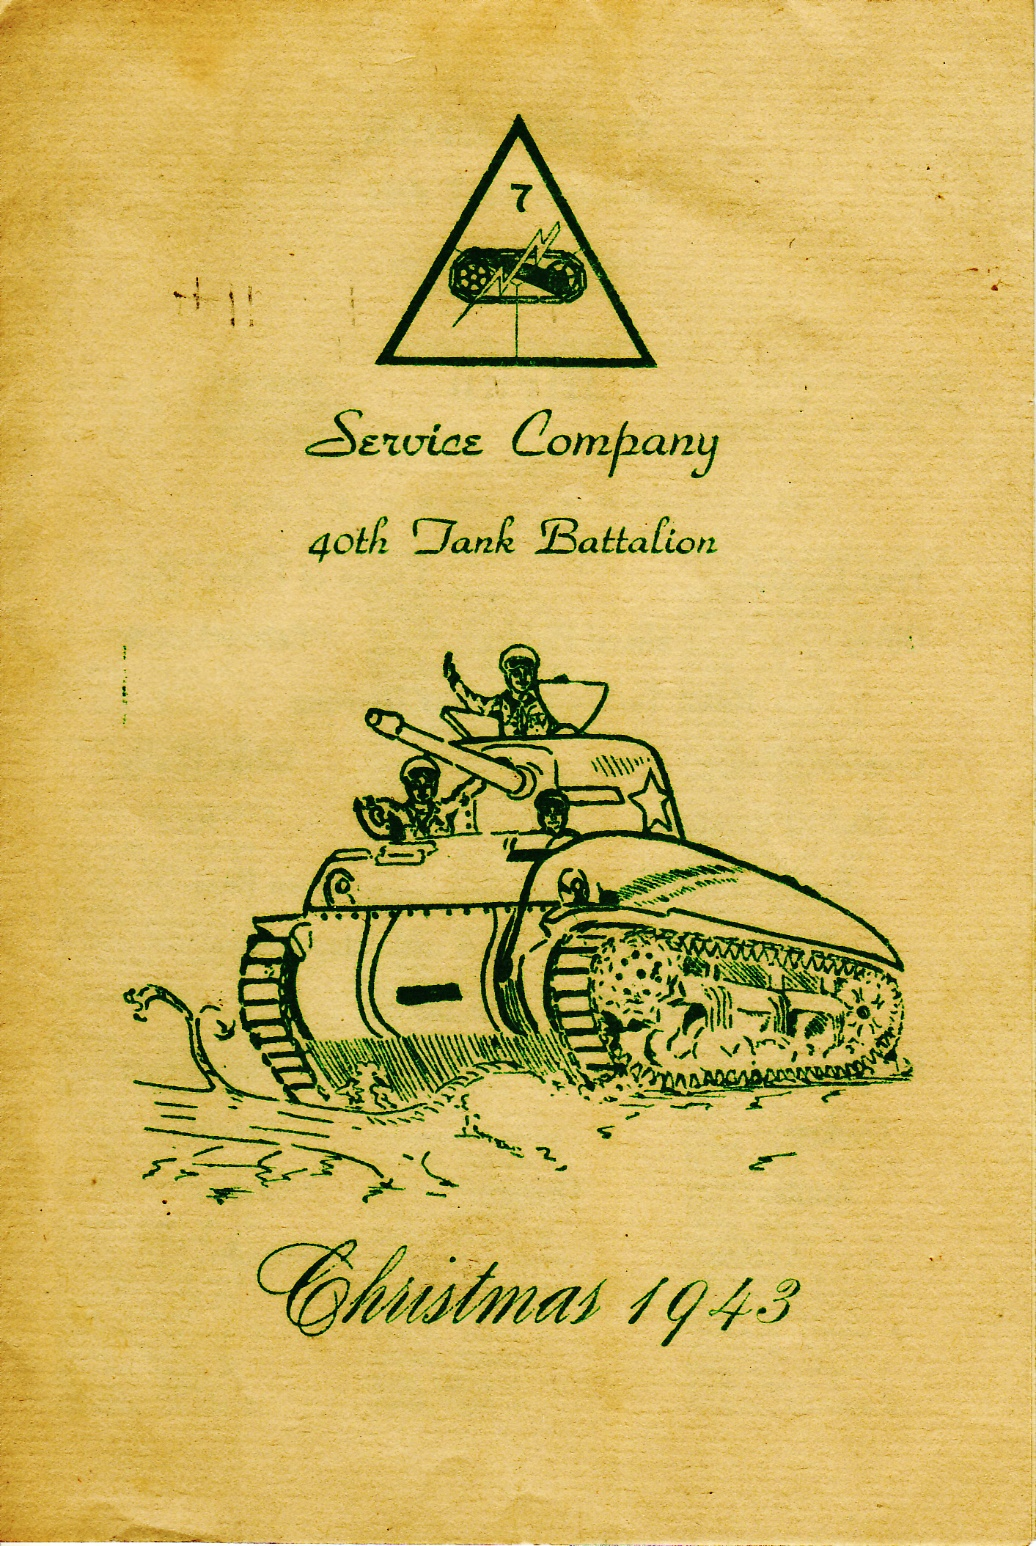 7
Service Company
40th Tank Battalion
Christmas 1943